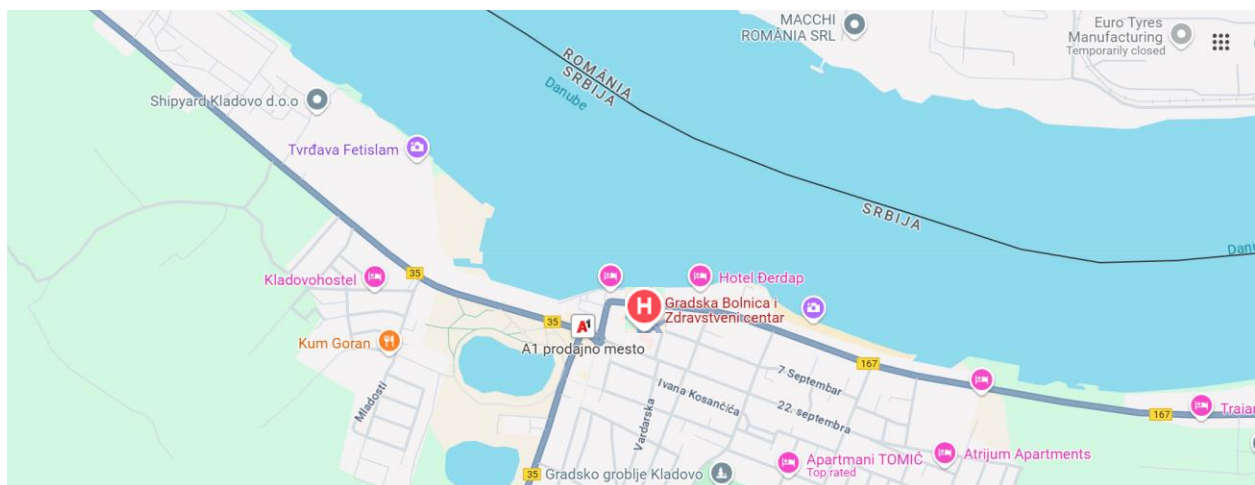 MACCHI
ROMÂNIA SRL
Euro Tyres
Manufacturing
Temporarily closed
ROMÂNIA
SRBIJA
Danube
Shipyard Kladovo d.o.o
Tvrđava Fetislam
SRBIJA
Kladovohostel
35
Hotel Đerdap
H
Gradska Bolnica i
Zdravstveni centar
35
A1
A1 prodajno mesto
Kum Goran
167
7 Septembar
Ivana Kosančića
22. septembra
Mladosti
Vardarska
167
Apartmani TOMIĆ
Top rated
Atrijum Apartments
35
Gradsko groblje Kladovo